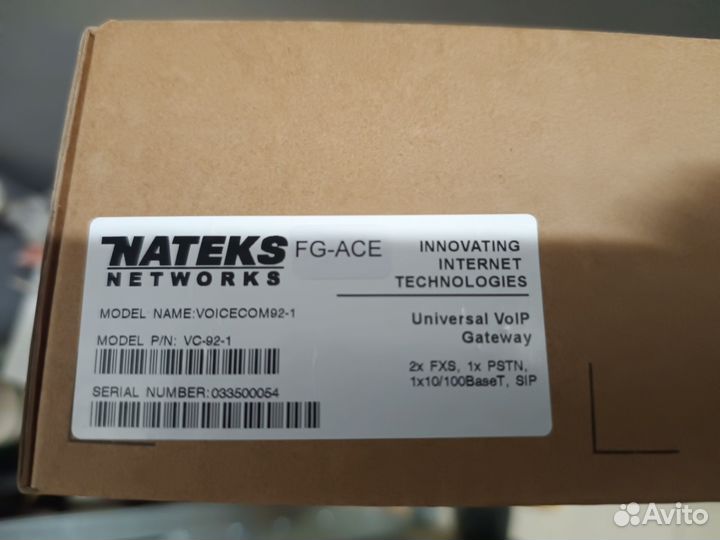 NATEKS
NETWORKS
FG-ACE
INNOVATING
INTERNET
TECHNOLOGIES
MODEL NAME:VOICECOM92-1
MODEL P/N: VC-92-1
SERIAL NUMBER:033500054
Universal VoIP
Gateway
2x FXS, 1x PSTN,
1x10/100BaseT, SIP
Avito